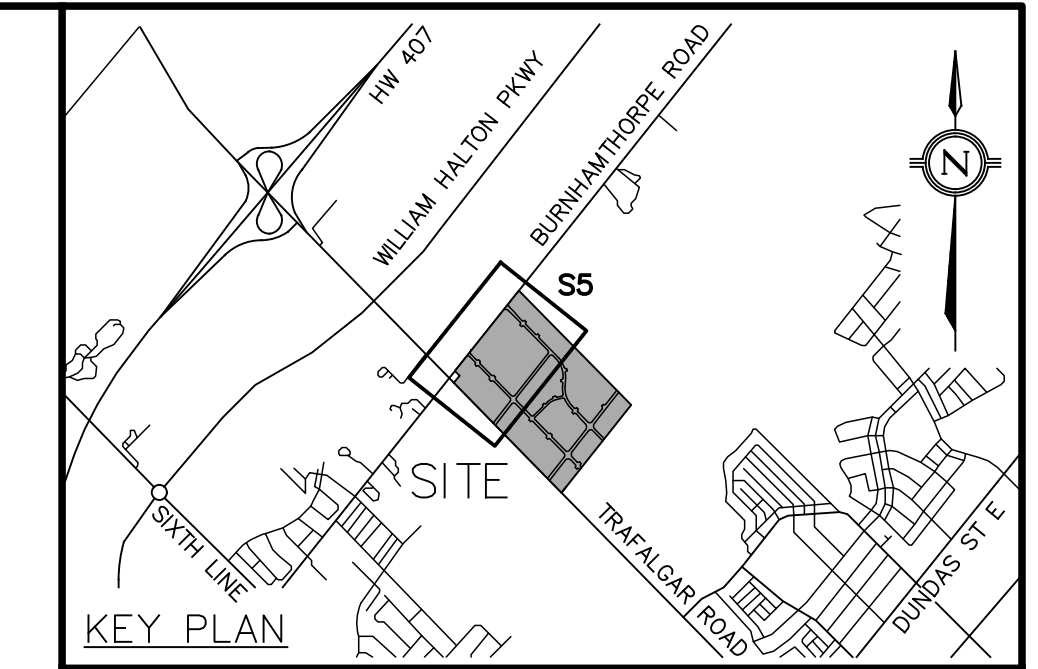 HW 407
WILLIAM HALTON PKWY
BURNHAMTHORPE ROAD
N
S5
SITE
SIXTH LINE
TRAFALGAR ROAD
DUNDAS ST E
KEY PLAN